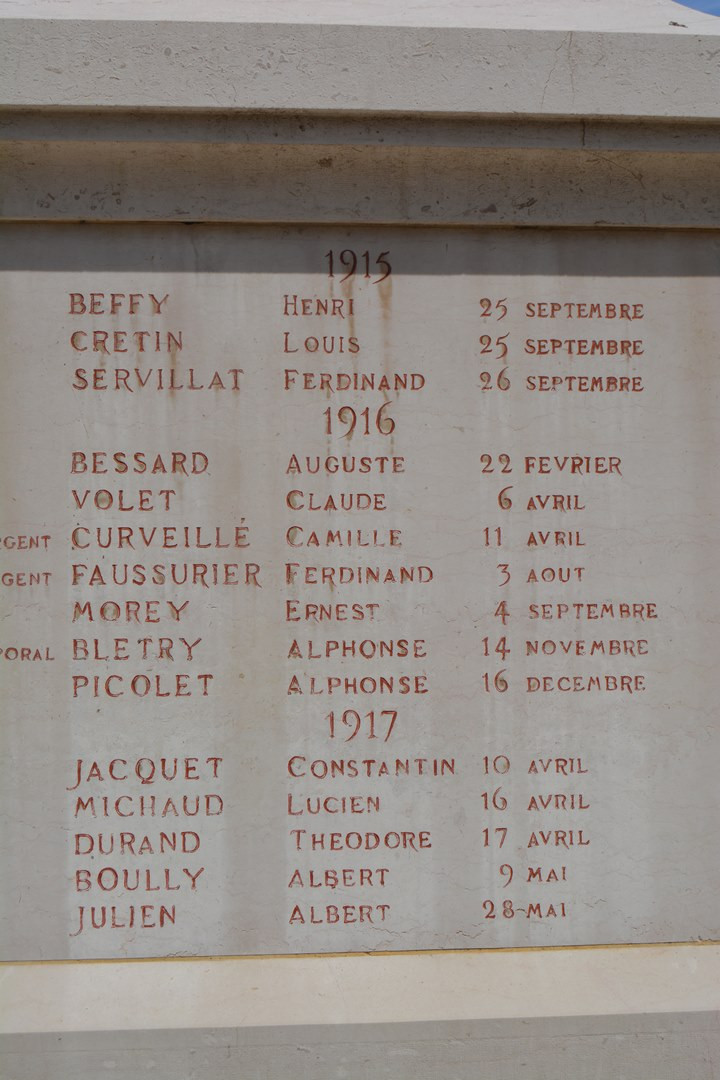 1915
BEFFY HENRI 25 SEPTEMBRE
CRETIN LOUIS 25 SEPTEMBRE
SERVILLAT FERDINAND 26 SEPTEMBRE
1916
BESSARD AUGUSTE 22 FEVRIER
VOLET CLAUDE 6 AVRIL
RGENT CURVEILLÉ CAMILLE 11 AVRIL
GENT FAUSSURIER FERDINAND 3 AOUT
MOREY ERNEST 4 SEPTEMBRE
PORAL BLETRY ALPHONSE 14 NOVEMBRE
PICOLET ALPHONSE 16 DECEMBRE
1917
JACQUET CONSTANTIN 10 AVRIL
MICHAUD LUCIEN 16 AVRIL
DURAND THEODORE 17 AVRIL
BOULLY ALBERT 9 MAI
JULIEN ALBERT 28 MAI